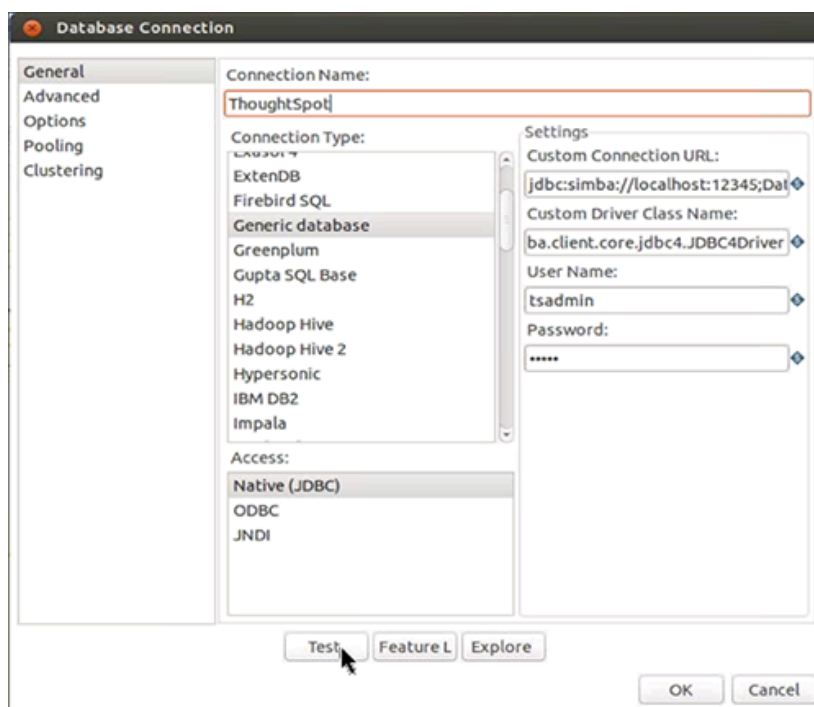 Database Connection
General
Advanced
Options
Pooling
Clustering
Connection Name:
ThoughtSpot
Connection Type:
ExtenDB
Firebird SQL
Generic database
Greenplum
Gupta SQL Base
H2
Hadoop Hive
Hadoop Hive 2
Hypersonic
IBM DB2
Impala
Access:
Native (JDBC)
ODBC
JNDI
Settings
Custom Connection URL:
jdbc:simba://localhost:12345;Dat
Custom Driver Class Name:
ba.client.core.jdbc4.JDBC4Driver
User Name:
tsadmin
Password:
•••••
Test
Feature L
Explore
OK
Cancel